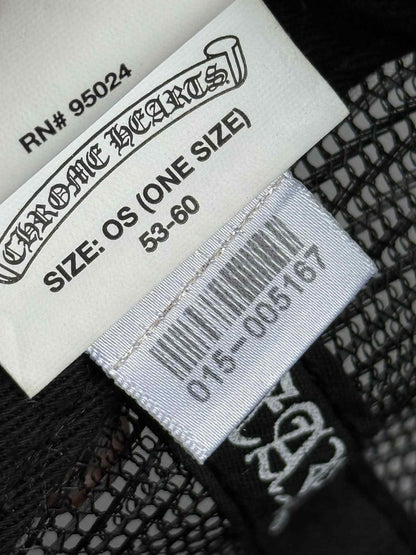 RN# 95024
CHROME HEARTS
SIZE: OS (ONE SIZE)
53-60
015-005167